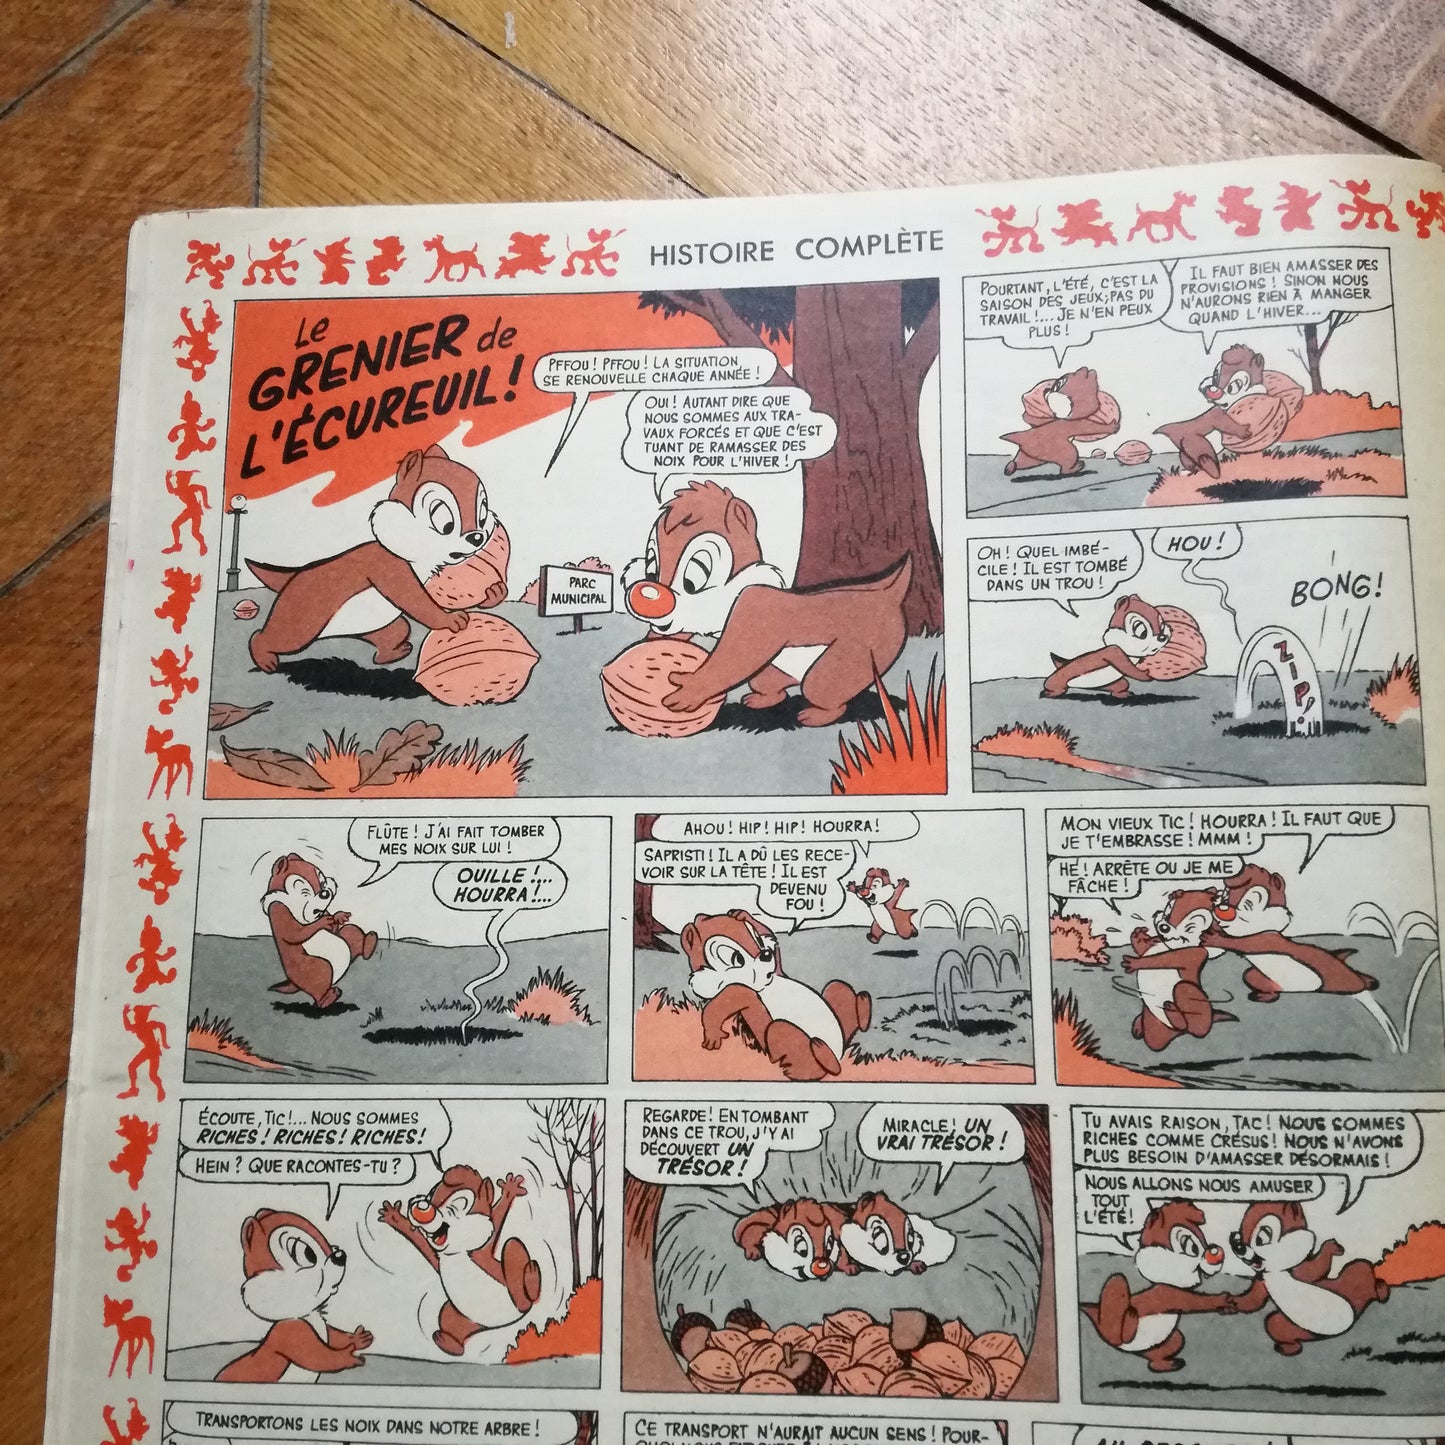 HISTOIRE COMPLÈTE
Le
GRENIER de
L'ÉCUREUIL!
PFFOU! PFFOU! LA SITUATION
SE RENOUVELLE CHAQUE ANNÉE!
OUI! AUTANT DIRE QUE
NOUS SOMMES AUX TRA-
VAUX FORCÉS ET QUE C'EST
TUANT DE RAMASSER DES
NOIX POUR L'HIVER!
PARC
MUNICIPAL
POURTANT, L'ÉTÉ, C'EST LA
SAISON DES JEUX; PAS DU
TRAVAIL!... JE N'EN PEUX
PLUS!
IL FAUT BIEN AMASSER DES
PROVISIONS! SINON NOUS
N'AURONS RIEN À MANGER
QUAND L'HIVER...
OH! QUEL IMBÉ-
CILE! IL EST TOMBÉ
DANS UN TROU!
HOU!
BONG!
ZIP!
FLÛTE! J'AI FAIT TOMBER
MES NOIX SUR LUI!
OUILLE!...
HOURRA!...
AHOU! HIP! HIP! HOURRA!
SAPRISTI! IL A DÛ LES RECE-
VOIR SUR LA TÊTE! IL EST
DEVENU
FOU!
MON VIEUX TIC! HOURRA! IL FAUT QUE
JE T'EMBRASSE! MMM!
HÉ! ARRÊTE OU JE ME
FÂCHE!
ÉCOUTE, TIC!... NOUS SOMMES
RICHES! RICHES! RICHES!
HEIN? QUE RACONTES-TU?
REGARDE! EN TOMBANT
DANS CE TROU, J'Y AI
DÉCOUVERT UN
TRÉSOR!
MIRACLE! UN
VRAI TRÉSOR!
TU AVAIS RAISON, TAC! NOUS SOMMES
RICHES COMME CRÉSUS! NOUS N'AVONS
PLUS BESOIN D'AMASSER DÉSORMAIS!
NOUS ALLONS NOUS AMUSER
TOUT
L'ÉTÉ!
TRANSPORTONS LES NOIX DANS NOTRE ARBRE!
CE TRANSPORT N'AURAIT AUCUN SENS! POUR-